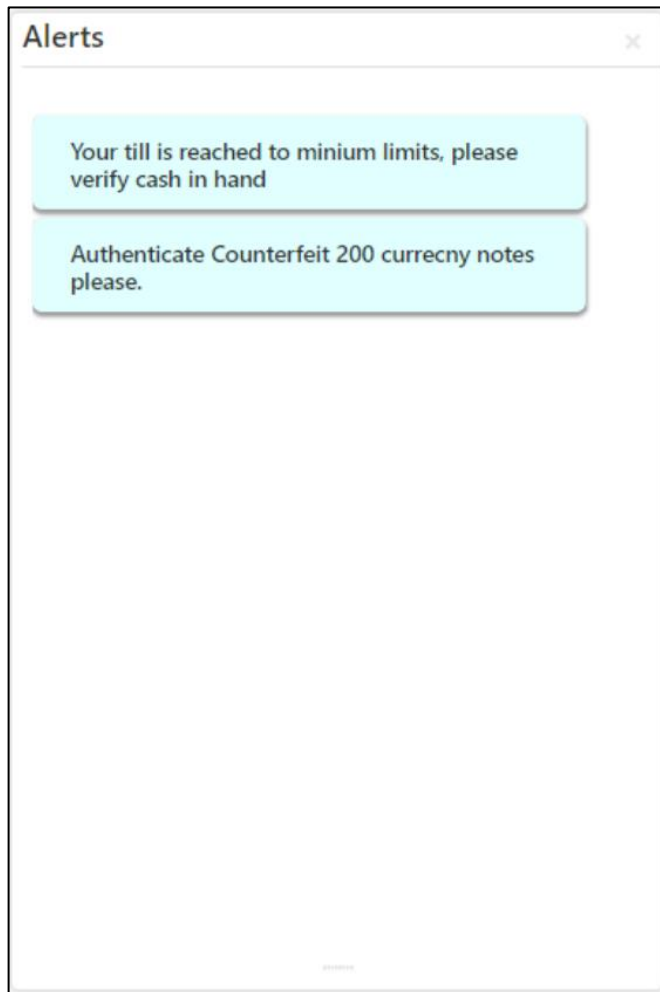 Alerts
Your till is reached to minium limits, please
verify cash in hand
Authenticate Counterfeit 200 currecny notes
please.